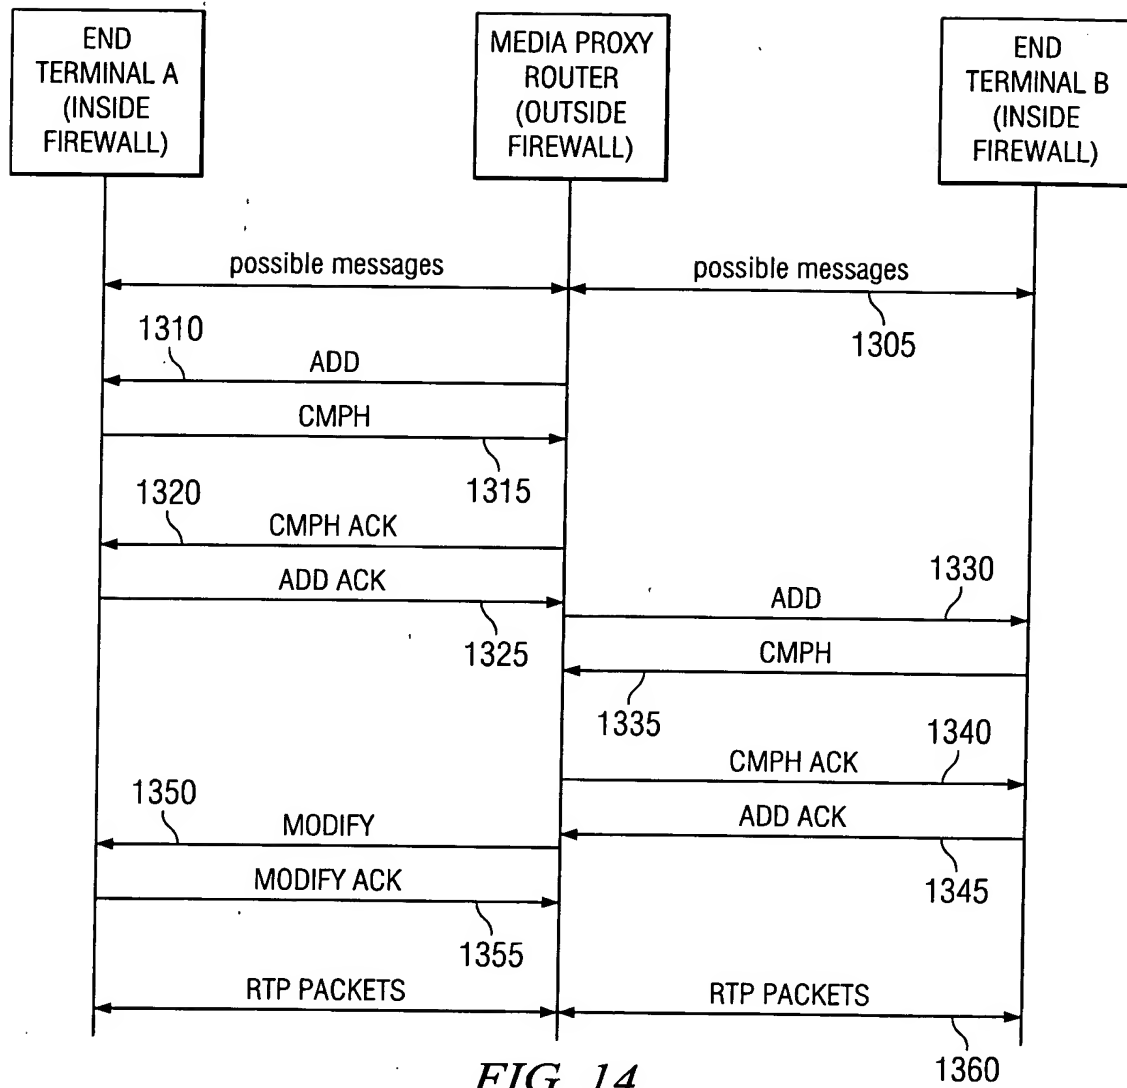 END
TERMINAL A
(INSIDE
FIREWALL)
MEDIA PROXY
ROUTER
(OUTSIDE
FIREWALL)
END
TERMINAL B
(INSIDE
FIREWALL)
possible messages
possible messages
1305
1310
ADD
CMPH
1315
1320
CMPH ACK
ADD ACK
1325
1330
ADD
CMPH
1335
1340
CMPH ACK
1350
MODIFY
ADD ACK
1345
MODIFY ACK
1355
RTP PACKETS
RTP PACKETS
1360
FIG. 14